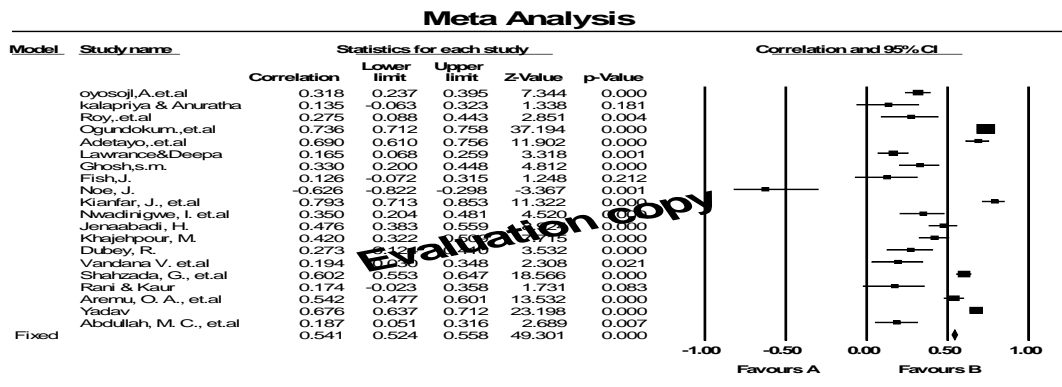 Meta Analysis
Model Study name Statistics for each study Correlation and 95% CI
Lower Upper
Correlation limit limit Z-Value p-Value
oyosojI,A.et.al 0.318 0.237 0.395 7.344 0.000
kalapriya & Anuratha 0.135 -0.063 0.323 1.338 0.181
Roy,.et.al 0.275 0.088 0.443 2.851 0.004
Ogundokum.,et.al 0.736 0.712 0.758 37.194 0.000
Adetayo,.et.al 0.690 0.610 0.756 11.902 0.000
Lawrance&Deepa 0.165 0.068 0.259 3.318 0.001
Ghosh,s.m. 0.330 0.200 0.448 4.812 0.000
Fish,J. 0.126 -0.072 0.315 1.248 0.212
Noe, J. -0.626 -0.822 -0.298 -3.367 0.001
Kianfar, J., et.al 0.793 0.713 0.853 11.322 0.000
Nwadinigwe, I. et.al 0.350 0.204 0.481 4.520 0.000
Jenaabadi, H. 0.476 0.383 0.559 0.000
Khajehpour, M. 0.420 0.322 0.000
Dubey, R. 0.273 3.532 0.000
Vandana V. et.al 0.194 0.030 0.348 2.308 0.021
Shahzada, G., et.al 0.602 0.553 0.647 18.566 0.000
Rani & Kaur 0.174 -0.023 0.358 1.731 0.083
Aremu, O. A., et.al 0.542 0.477 0.601 13.532 0.000
Yadav 0.676 0.637 0.712 23.198 0.000
Abdullah, M. C., et.al 0.187 0.051 0.316 2.689 0.007
Fixed 0.541 0.524 0.558 49.301 0.000
-1.00 -0.50 0.00 0.50 1.00
Favours A Favours B
Evaluation copy